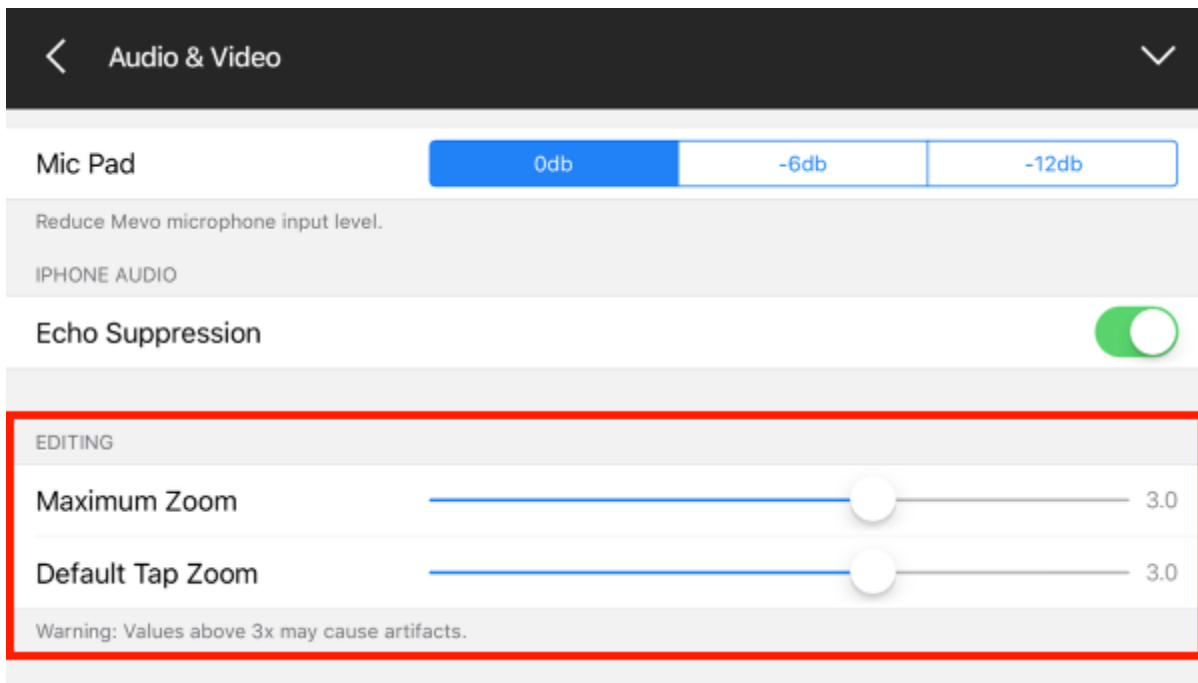 Audio & Video
Mic Pad 0db -6db -12db
Reduce Mevo microphone input level.
IPHONE AUDIO
Echo Suppression
EDITING
Maximum Zoom 3.0
Default Tap Zoom 3.0
Warning: Values above 3x may cause artifacts.